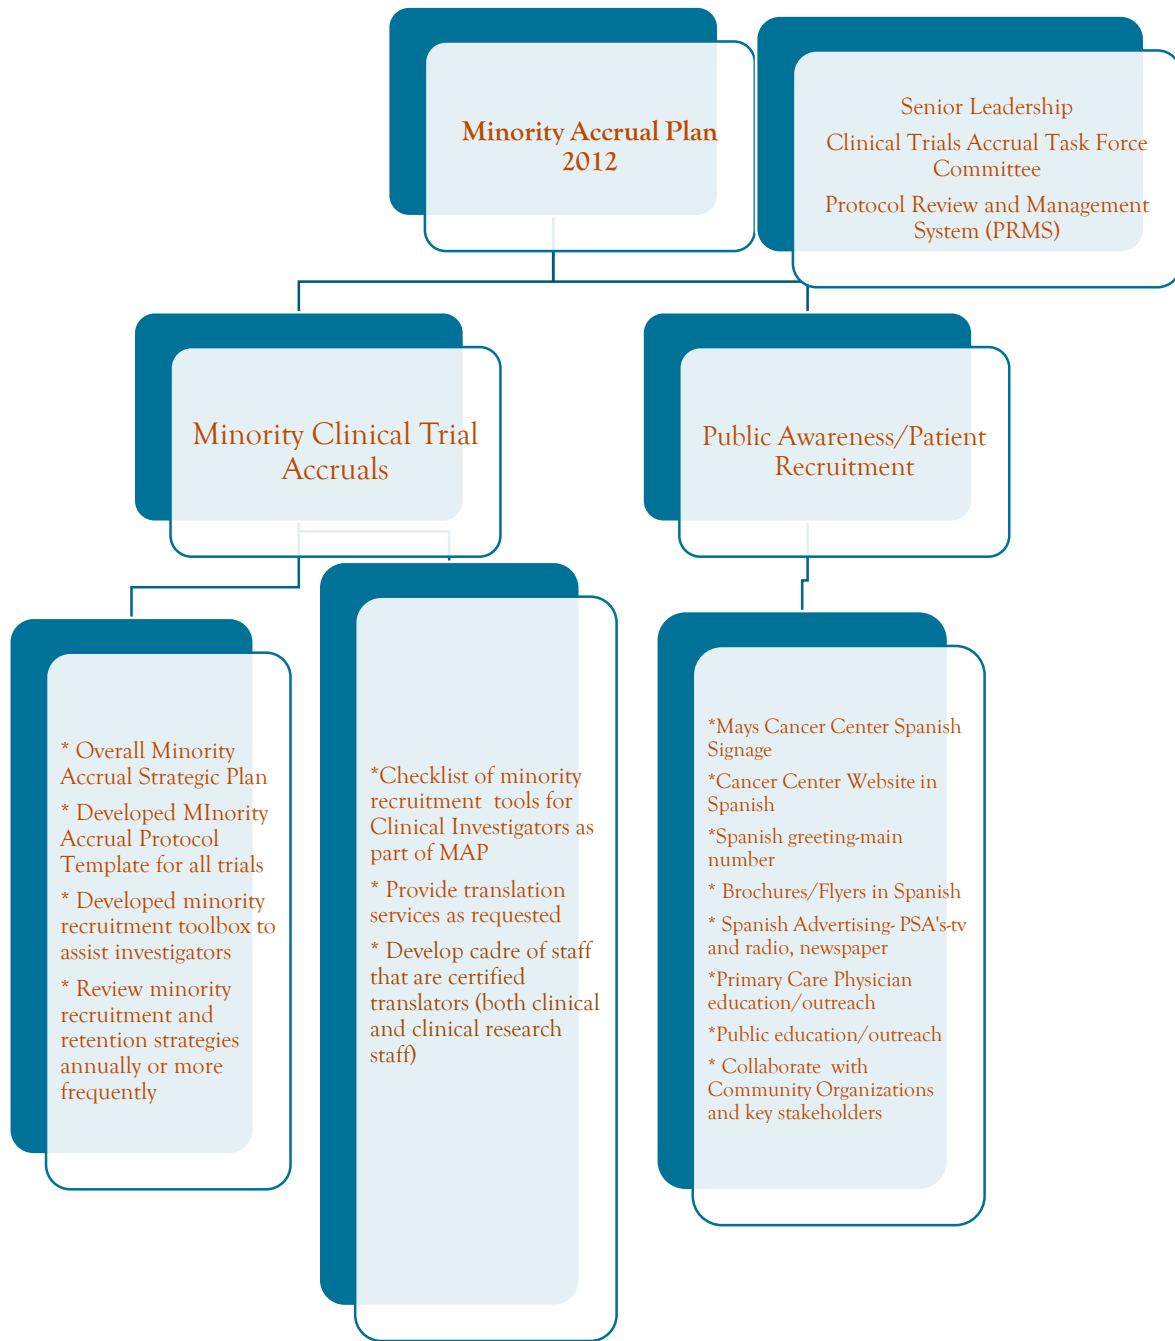 Minority Accrual Plan
2012
Senior Leadership
Clinical Trials Accrual Task Force
Committee
Protocol Review and Management
System (PRMS)
Minority Clinical Trial
Accruals
Public Awareness/Patient
Recruitment
* Overall Minority
Accrual Strategic Plan
* Developed MInority
Accrual Protocol
Template for all trials
* Developed minority
recruitment toolbox to
assist investigators
* Review minority
recruitment and
retention strategies
annually or more
frequently
*Checklist of minority
recruitment  tools for
Clinical Investigators as
part of MAP
* Provide translation
services as requested
* Develop cadre of staff
that are certified
translators (both clinical
and clinical research
staff)
*Mays Cancer Center Spanish
Signage
*Cancer Center Website in
Spanish
*Spanish greeting-main
number
* Brochures/Flyers in Spanish
* Spanish Advertising- PSA's-tv
and radio, newspaper
*Primary Care Physician
education/outreach
*Public education/outreach
* Collaborate  with
Community Organizations
and key stakeholders